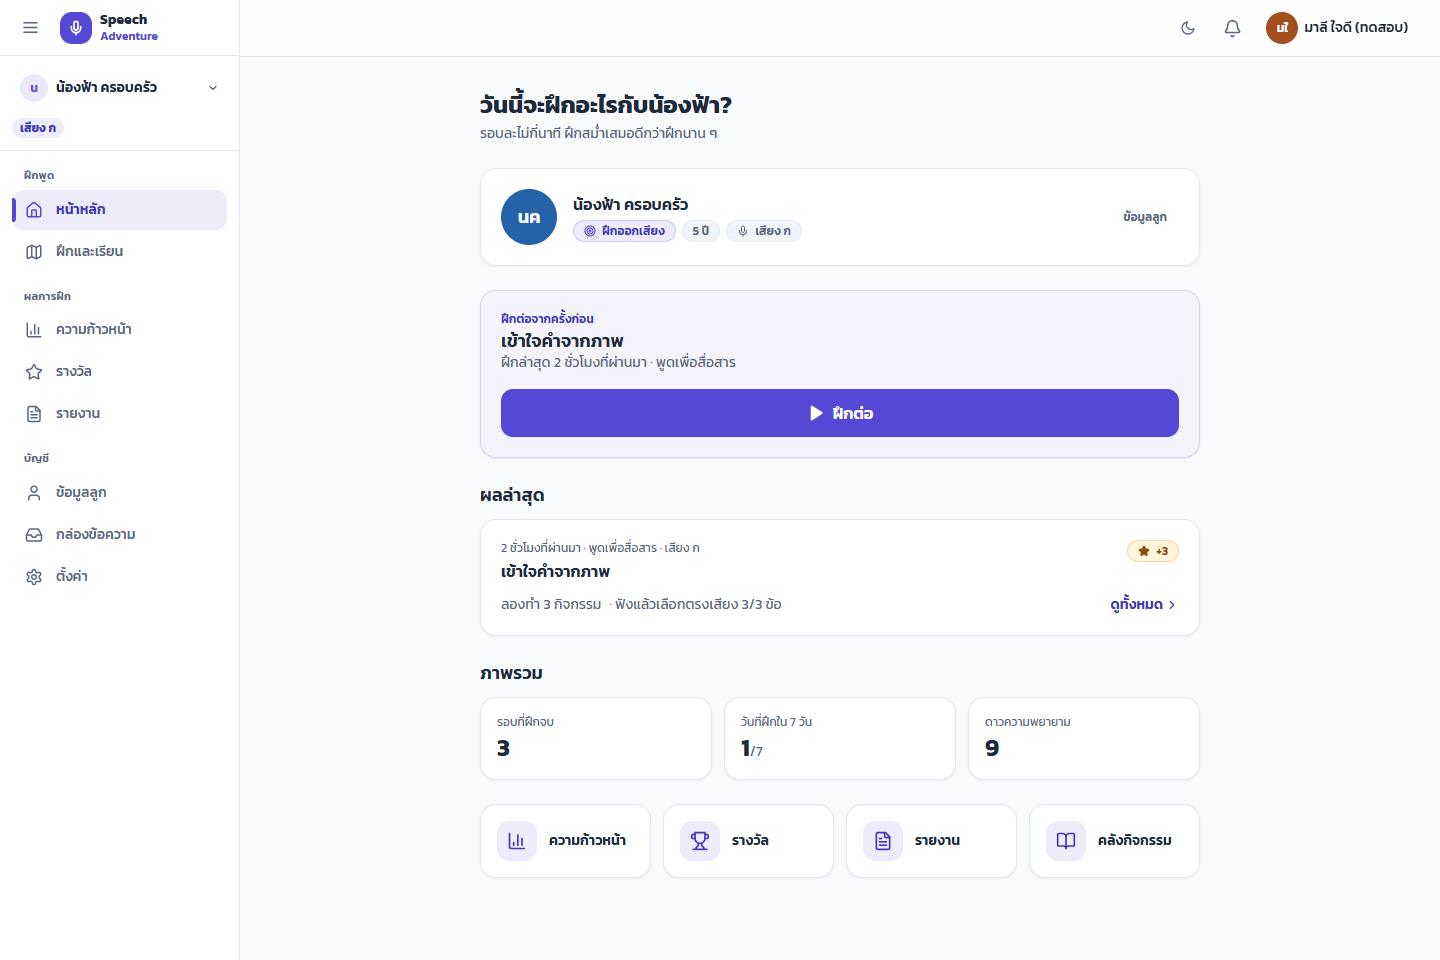 Speech
Adventure
มใ
มาลี ใจดี (ทดสอบ)
น
น้องฟ้า ครอบครัว
เสียง ก
ฝึกพูด
หน้าหลัก
ฝึกและเรียน
ผลการฝึก
ความก้าวหน้า
รางวัล
รายงาน
บัญชี
ข้อมูลลูก
กล่องข้อความ
ตั้งค่า
วันนี้จะฝึกอะไรกับน้องฟ้า?
รอบละไม่กี่นาที ฝึกสม่ำเสมอดีกว่าฝึกนาน ๆ
นค
น้องฟ้า ครอบครัว
ฝึกออกเสียง
5 ปี
เสียง ก
ข้อมูลลูก
ฝึกต่อจากครั้งก่อน
เข้าใจคำจากภาพ
ฝึกล่าสุด 2 ชั่วโมงที่ผ่านมา · พูดเพื่อสื่อสาร
ฝึกต่อ
ผลล่าสุด
2 ชั่วโมงที่ผ่านมา · พูดเพื่อสื่อสาร · เสียง ก
+3
เข้าใจคำจากภาพ
ลองทำ 3 กิจกรรม · ฟังแล้วเลือกตรงเสียง 3/3 ข้อ
ดูทั้งหมด
ภาพรวม
รอบที่ฝึกจบ
3
วันที่ฝึกใน 7 วัน
1/7
ดาวความพยายาม
9
ความก้าวหน้า
รางวัล
รายงาน
คลังกิจกรรม